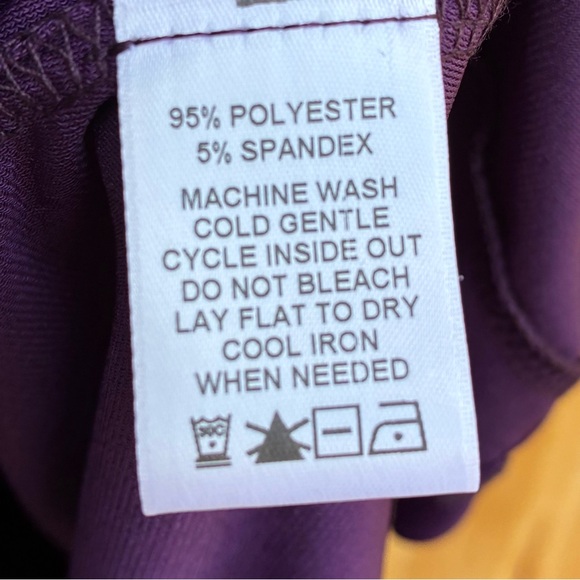 95% POLYESTER
5% SPANDEX
MACHINE WASH
COLD GENTLE
CYCLE INSIDE OUT
DO NOT BLEACH
LAY FLAT TO DRY
COOL IRON
WHEN NEEDED
30C